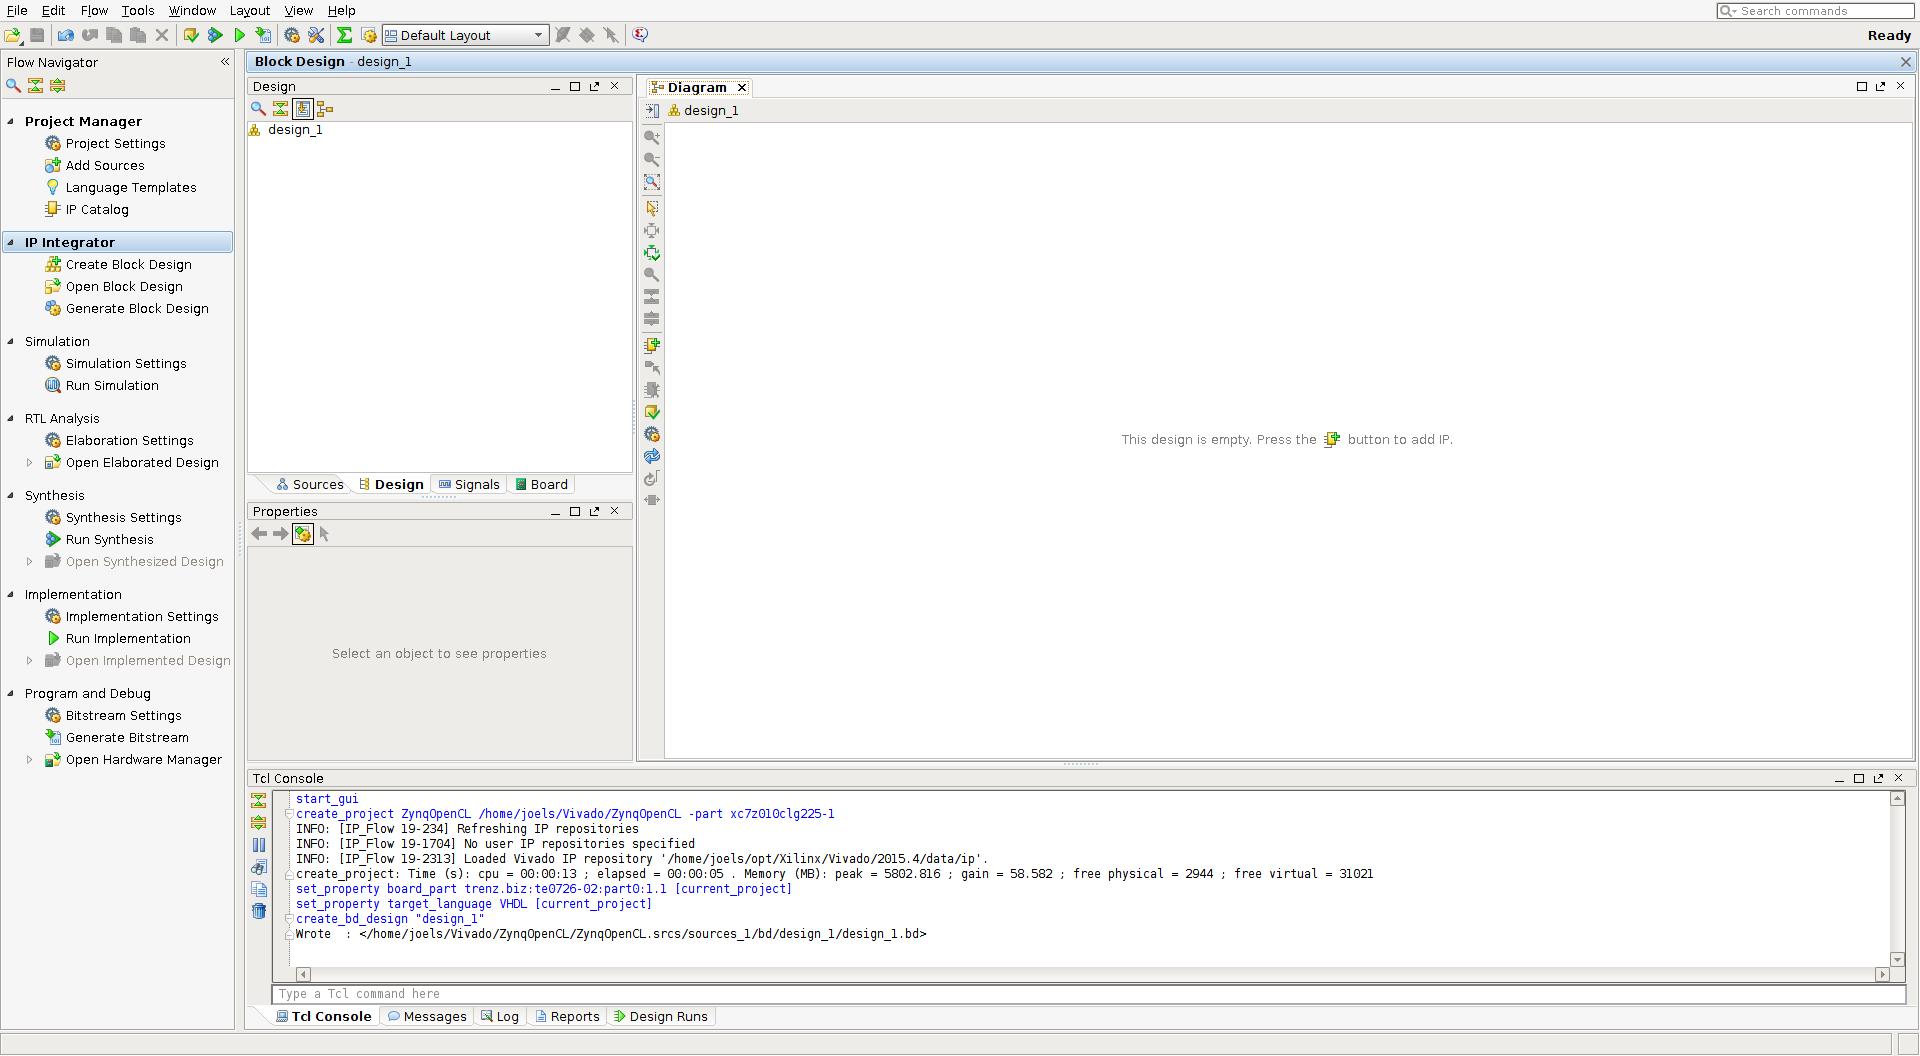 File Edit Flow Tools Window Layout View Help
Search commands
Default Layout
Ready
Flow Navigator
Project Manager
Project Settings
Add Sources
Language Templates
IP Catalog
IP Integrator
Create Block Design
Open Block Design
Generate Block Design
Simulation
Simulation Settings
Run Simulation
RTL Analysis
Elaboration Settings
Open Elaborated Design
Synthesis
Synthesis Settings
Run Synthesis
Open Synthesized Design
Implementation
Implementation Settings
Run Implementation
Open Implemented Design
Program and Debug
Bitstream Settings
Generate Bitstream
Open Hardware Manager
Block Design - design_1
Design
design_1
Sources Design Signals Board
Properties
Select an object to see properties
Diagram
design_1
This design is empty. Press the button to add IP.
Tcl Console
start_gui
create_project ZynqOpenCL /home/joels/Vivado/ZynqOpenCL -part xc7z010clg225-1
INFO: [IP_Flow 19-234] Refreshing IP repositories
INFO: [IP_Flow 19-1704] No user IP repositories specified
INFO: [IP_Flow 19-2313] Loaded Vivado IP repository '/home/joels/opt/Xilinx/Vivado/2015.4/data/ip'.
create_project: Time (s): cpu = 00:00:13 ; elapsed = 00:00:05 . Memory (MB): peak = 5802.816 ; gain = 58.582 ; free physical = 2944 ; free virtual = 31021
set_property board_part trenz.biz:te0726-02:part0:1.1 [current_project]
set_property target_language VHDL [current_project]
create_bd_design "design_1"
Wrote : </home/joels/Vivado/ZynqOpenCL/ZynqOpenCL.srcs/sources_1/bd/design_1/design_1.bd>
Type a Tcl command here
Tcl Console Messages Log Reports Design Runs